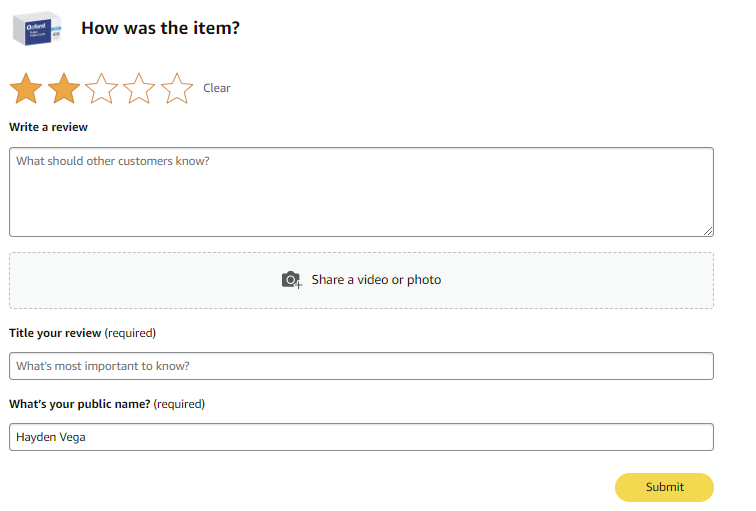 Oxford
How was the item?
Clear
Write a review
What should other customers know?
Share a video or photo
Title your review (required)
What's most important to know?
What's your public name? (required)
Hayden Vega
Submit